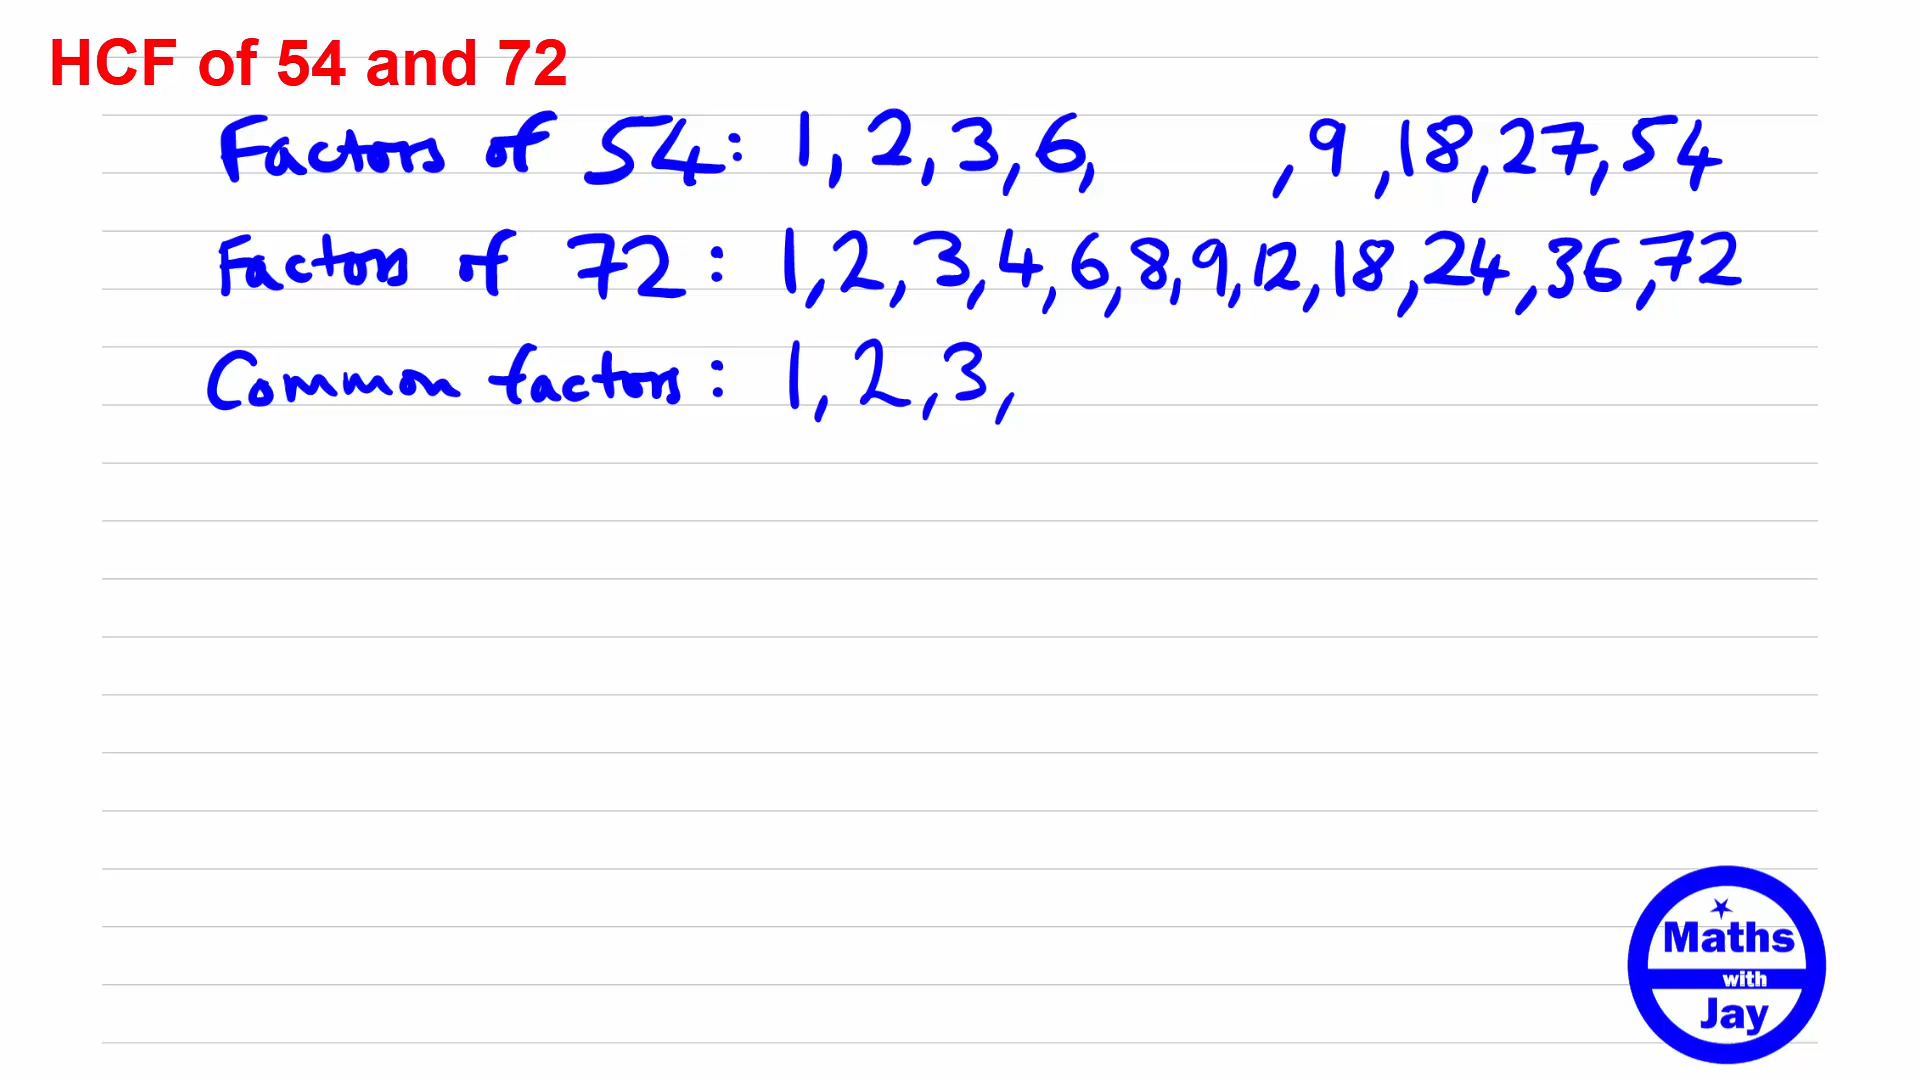 HCF of 54 and 72
Factors of 54: 1, 2, 3, 6, , 9, 18, 27, 54
Factors of 72: 1, 2, 3, 4, 6, 8, 9, 12, 18, 24, 36, 72
Common factors: 1, 2, 3,
Maths
with
Jay